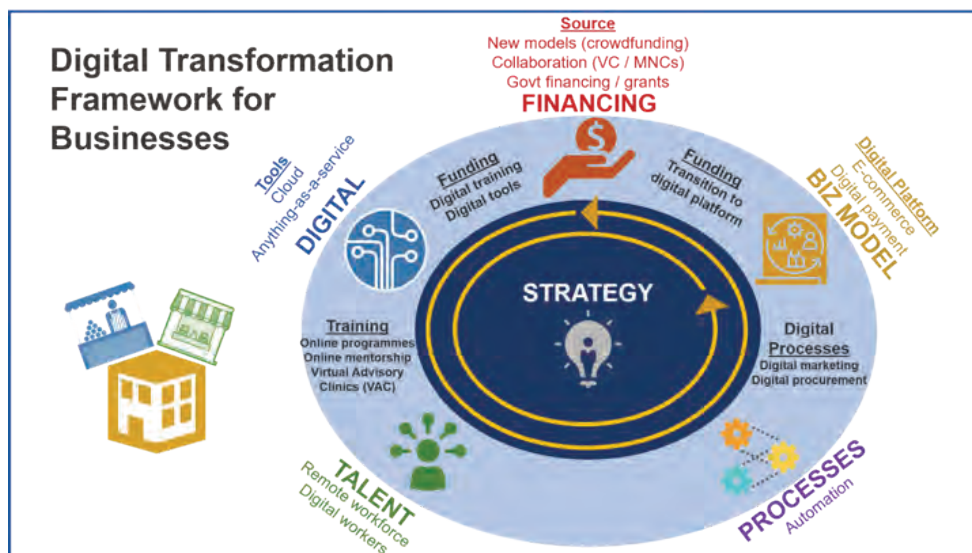 Digital Transformation
Framework for
Businesses
Source
New models (crowdfunding)
Collaboration (VC / MNCs)
Govt financing / grants
FINANCING
Tools
Cloud
Anything-as-a-service
DIGITAL
Funding
Digital training
Digital tools
Funding
Transition to
digital platform
Digital Platform
E-commerce
Digital payment
BIZ MODEL
STRATEGY
Training
Online programmes
Online mentorship
Virtual Advisory
Clinics (VAC)
Digital
Processes
Digital marketing
Digital procurement
TALENT
Remote workforce
Digital workers
PROCESSES
Automation